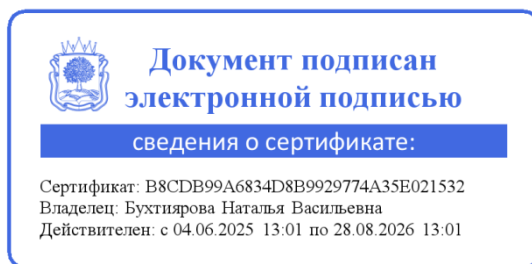 Документ подписан
электронной подписью
сведения о сертификате:
Сертификат: B8CDB99A6834D8B9929774A35E021532
Владелец: Бухтиярова Наталья Васильевна
Действителен: с 04.06.2025 13:01 по 28.08.2026 13:01